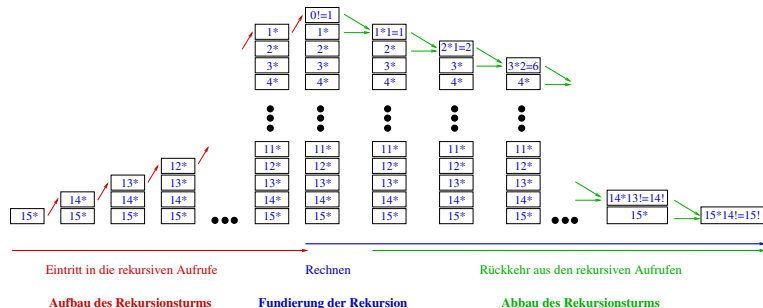 0!=1
1* 1* 1*1=1
2* 2* 2* 2*1=2
3* 3* 3* 3* 3*2=6
4* 4* 4* 4* 4*
11* 11* 11* 11* 11*
12* 12* 12* 12* 12* 12*
13* 13* 13* 13* 13* 13* 13*
14* 14* 14* 14* 14* 14* 14* 14* 14*13!=14!
15* 15* 15* 15* 15* 15* 15* 15* 15* 15* 15*14!=15!
Eintritt in die rekursiven Aufrufe Rechnen Rückkehr aus den rekursiven Aufrufen
Aufbau des Rekursionsturms Fundierung der Rekursion Abbau des Rekursionsturms